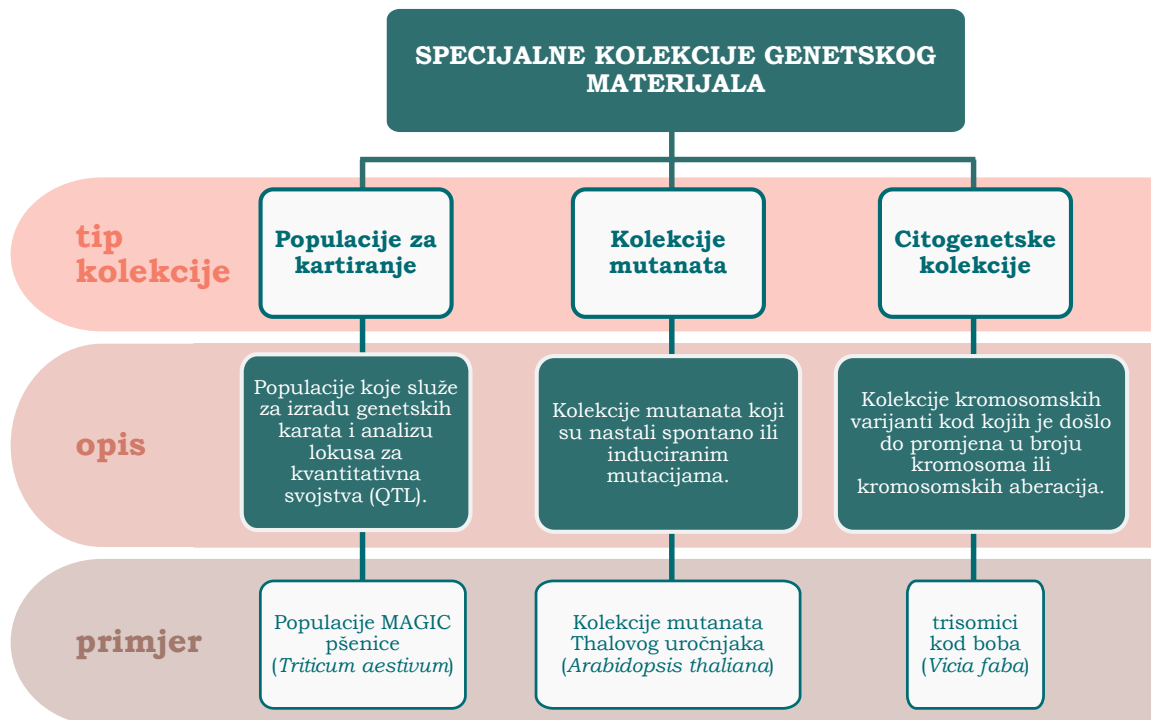 SPECIJALNE KOLEKCIJE GENETSKOG
MATERIJALA
tip
kolekcije
Populacije za
kartiranje
Kolekcije
mutanata
Citogenetske
kolekcije
opis
Populacije koje služe
za izradu genetskih
karata i analizu
lokusa za
kvantitativna
svojstva (QTL).
Kolekcije mutanata koji
su nastali spontano ili
induciranim
mutacijama.
Kolekcije kromosomskih
varijanti kod kojih je došlo
do promjena u broju
kromosoma ili
kromosomskih aberacija.
primjer
Populacije MAGIC
pšenice
(Triticum aestivum)
Kolekcije mutanata
Thalovog uročnjaka
(Arabidopsis thaliana)
trisomici
kod boba
(Vicia faba)